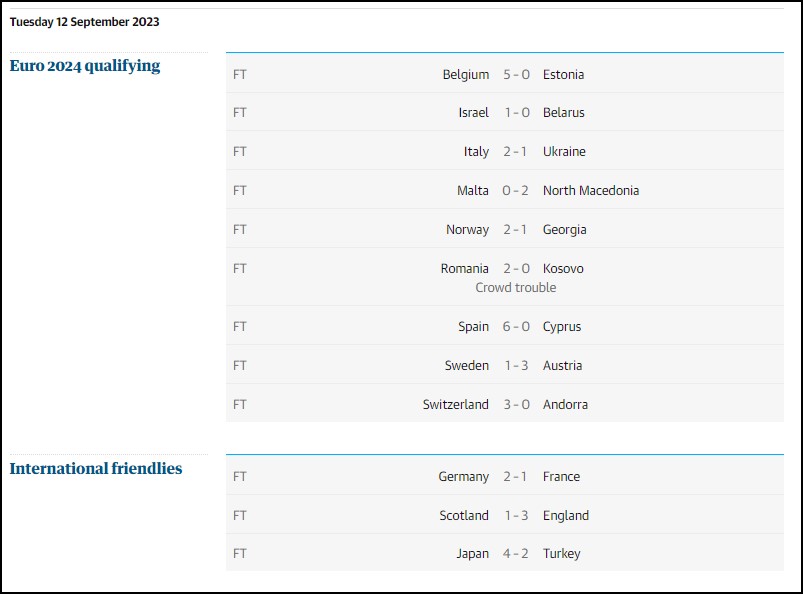 Tuesday 12 September 2023
Euro 2024 qualifying
FT Belgium 5-0 Estonia
FT Israel 1-0 Belarus
FT Italy 2-1 Ukraine
FT Malta 0-2 North Macedonia
FT Norway 2-1 Georgia
FT Romania 2-0 Kosovo
Crowd trouble
FT Spain 6-0 Cyprus
FT Sweden 1-3 Austria
FT Switzerland 3-0 Andorra
International friendlies
FT Germany 2-1 France
FT Scotland 1-3 England
FT Japan 4-2 Turkey